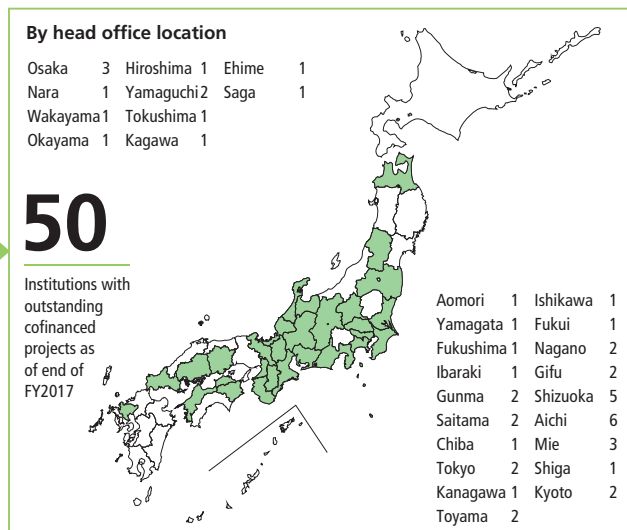 By head office location
Osaka 3 Hiroshima 1 Ehime 1
Nara 1 Yamaguchi 2 Saga 1
Wakayama 1 Tokushima 1
Okayama 1 Kagawa 1
50
Institutions with
outstanding
cofinanced
projects as
of end of
FY2017
Aomori 1 Ishikawa 1
Yamagata 1 Fukui 1
Fukushima 1 Nagano 2
Ibaraki 1 Gifu 2
Gunma 2 Shizuoka 5
Saitama 2 Aichi 6
Chiba 1 Mie 3
Tokyo 2 Shiga 1
Kanagawa 1 Kyoto 2
Toyama 2